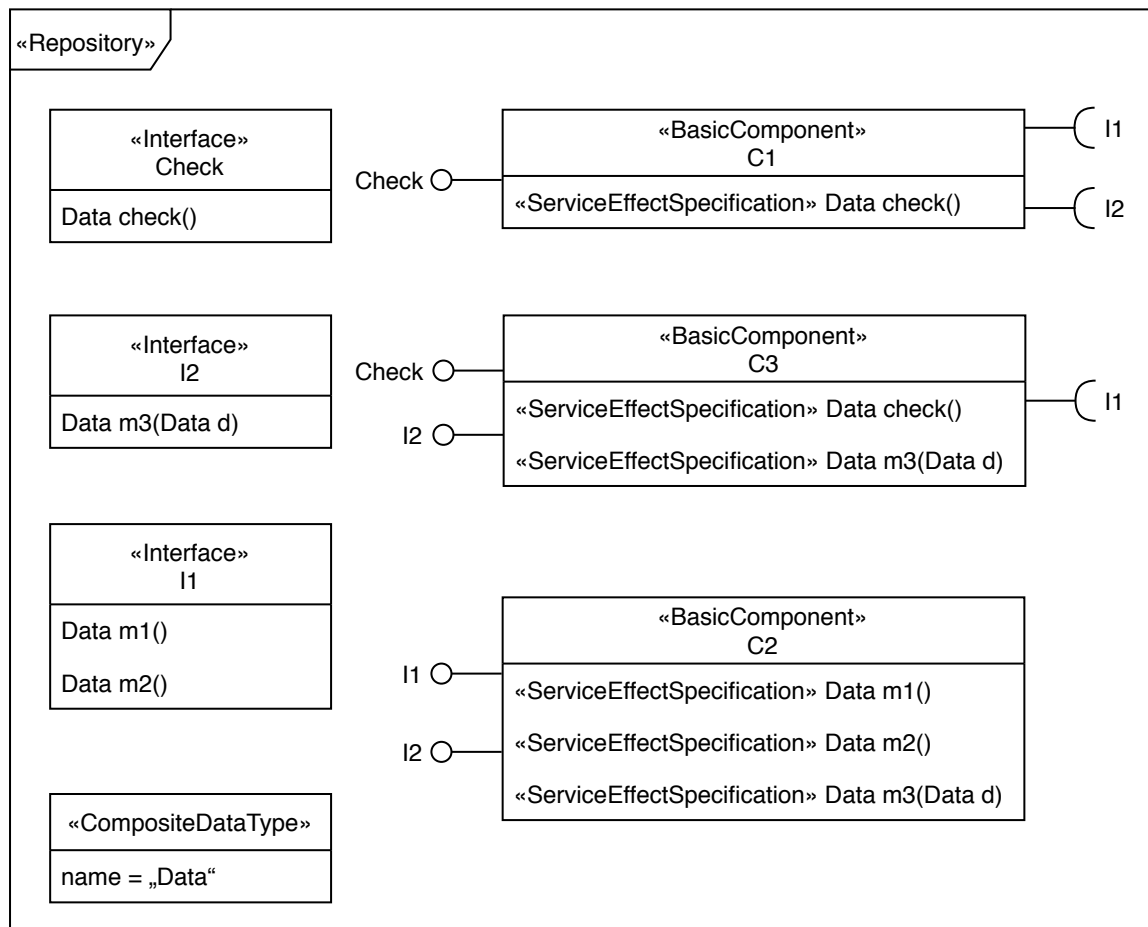 «Repository»
«Interface»
Check
Data check()
Check
«BasicComponent»
C1
«ServiceEffectSpecification» Data check()
I1
I2
«Interface»
I2
Data m3(Data d)
Check
I2
«BasicComponent»
C3
«ServiceEffectSpecification» Data check()
«ServiceEffectSpecification» Data m3(Data d)
I1
«Interface»
I1
Data m1()
Data m2()
I1
I2
«BasicComponent»
C2
«ServiceEffectSpecification» Data m1()
«ServiceEffectSpecification» Data m2()
«ServiceEffectSpecification» Data m3(Data d)
«CompositeDataType»
name = „Data“